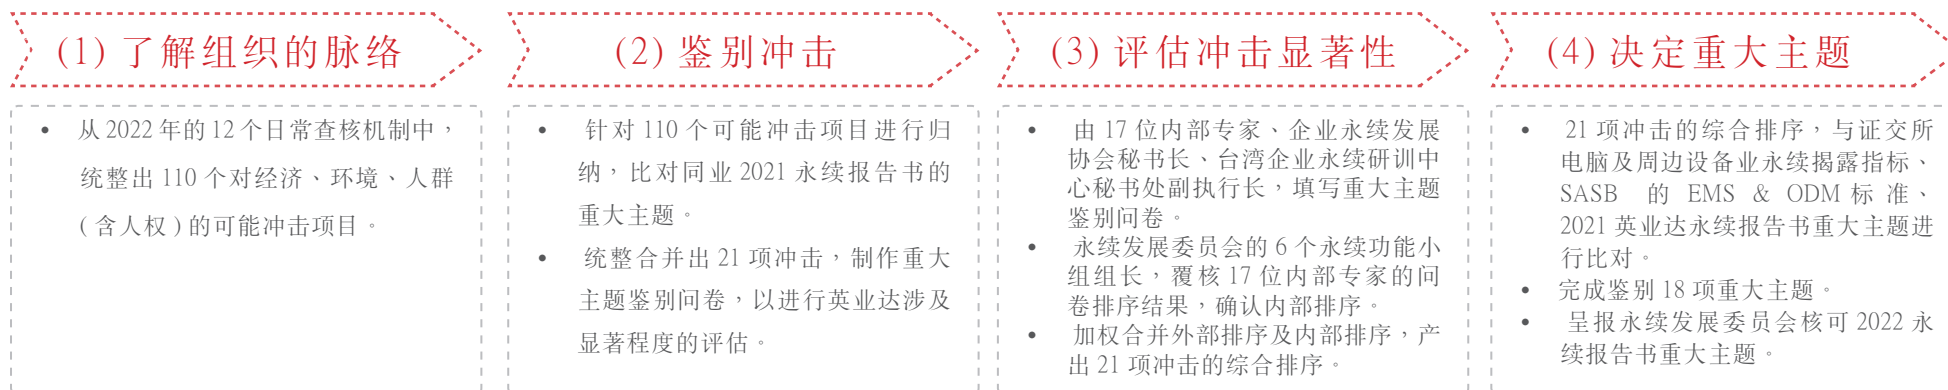 (1) 了解组织的脉络
• 从 2022 年的 12 个日常查核机制中，
统整出 110 个对经济、环境、人群
( 含人权 ) 的可能冲击项目。
(2) 鉴别冲击
• 针对 110 个可能冲击项目进行归
纳，比对同业 2021 永续报告书的
重大主题。
• 统整合并出 21 项冲击，制作重大
主题鉴别问卷，以进行英业达涉及
显著程度的评估。
(3) 评估冲击显著性
• 由 17 位内部专家、企业永续发展
协会秘书长、台湾企业永续研训中
心秘书处副执行长，填写重大主题
鉴别问卷。
• 永续发展委员会的 6 个永续功能小
组组长，覆核 17 位内部专家的问
卷排序结果，确认内部排序。
• 加权合并外部排序及内部排序，产
出 21 项冲击的综合排序。
(4) 决定重大主题
• 21 项冲击的综合排序，与证交所
电脑及周边设备业永续揭露指标、
SASB 的 EMS & ODM 标准、
2021 英业达永续报告书重大主题进
行比对。
• 完成鉴别 18 项重大主题。
• 呈报永续发展委员会核可 2022 永
续报告书重大主题。